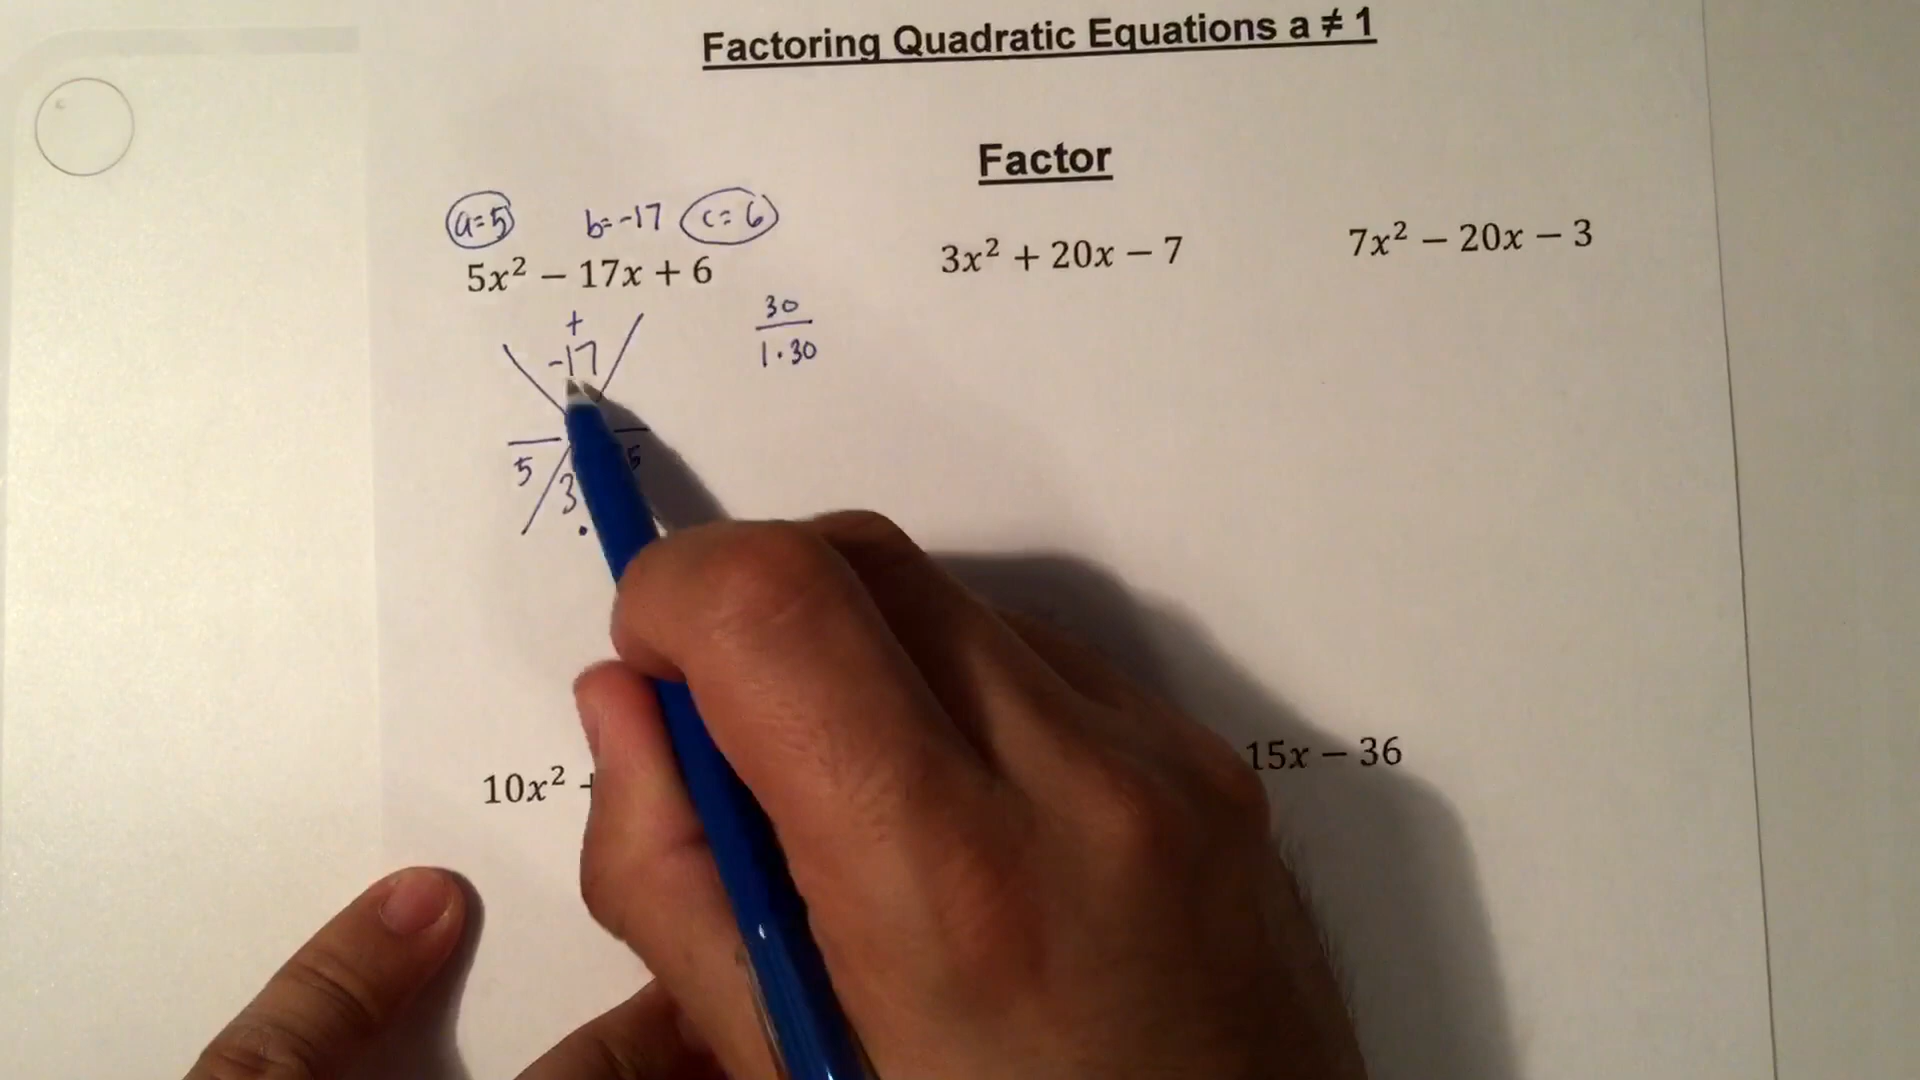 Factoring Quadratic Equations a ≠ 1
Factor
a=5 b=-17 c=6
5x² − 17x + 6
3x² + 20x − 7
7x² − 20x − 3
+
-17
30
1·30
5 5
3
·
10x²
15x − 36